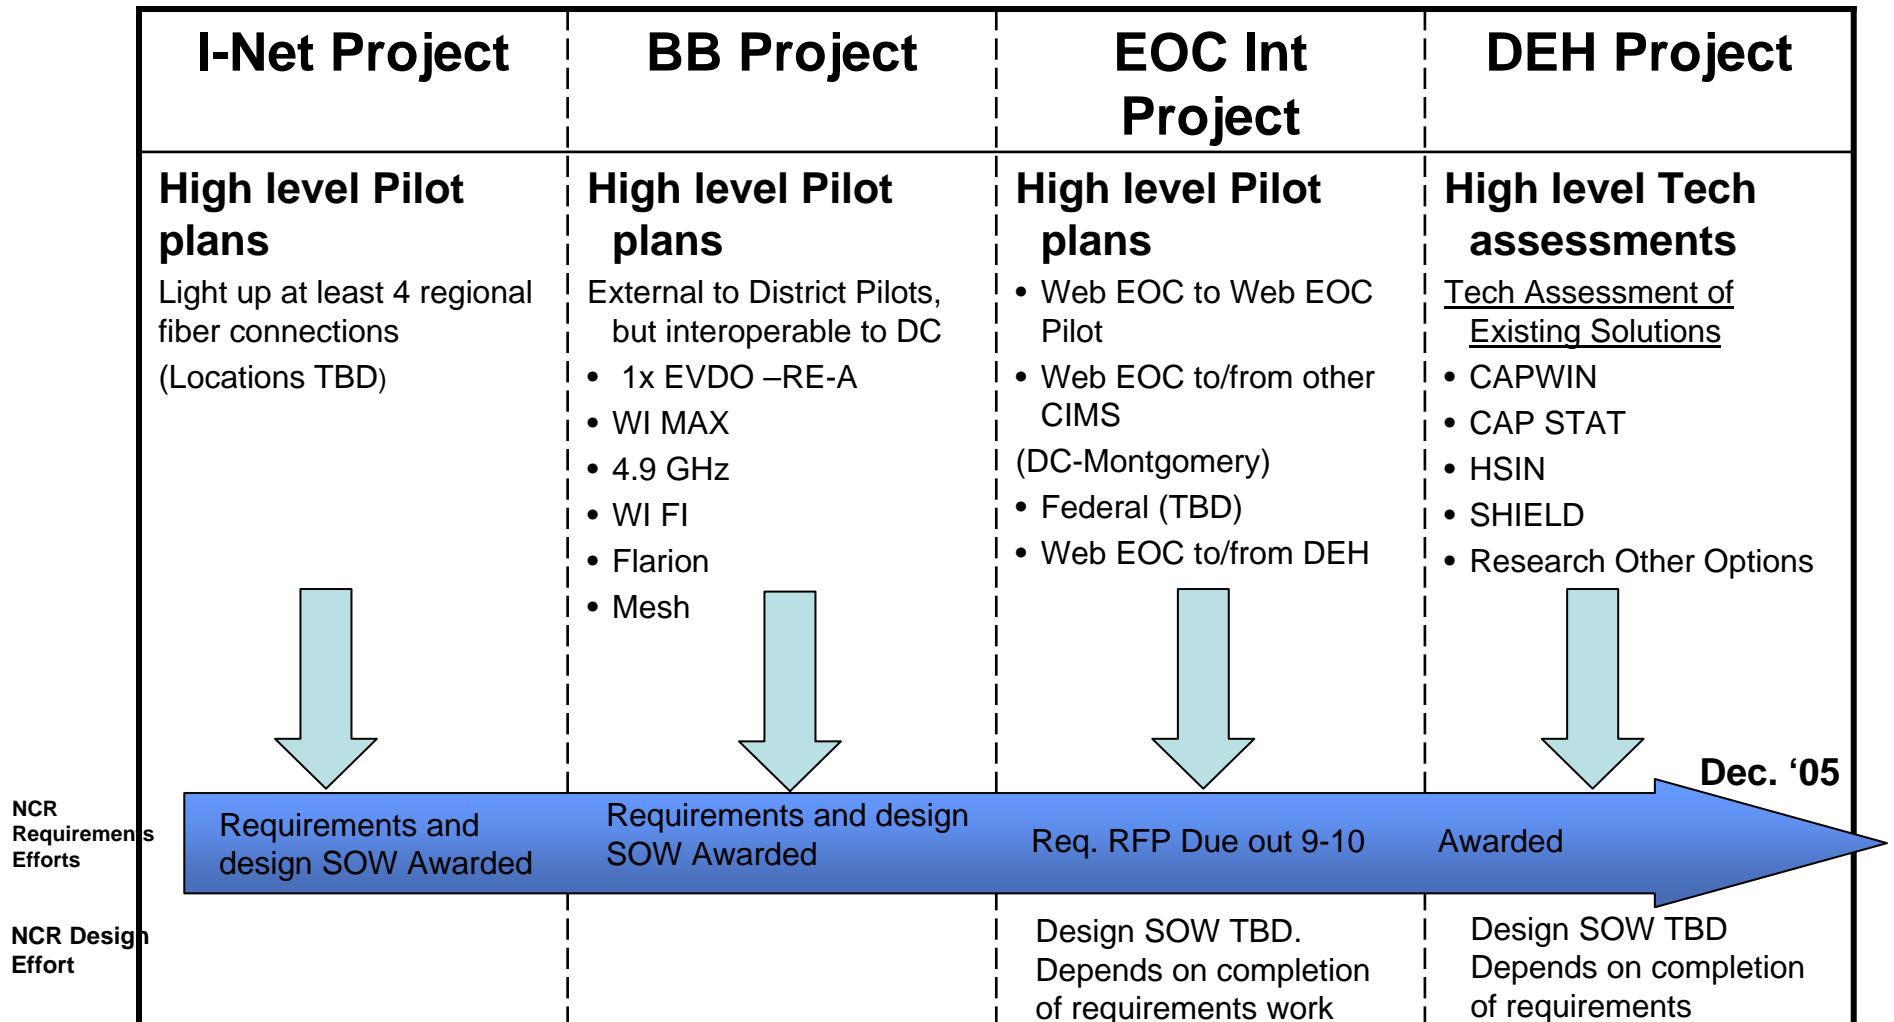 I-Net Project
BB Project
EOC Int
Project
DEH Project
High level Pilot
plans
Light up at least 4 regional
fiber connections
(Locations TBD)
High level Pilot
plans
External to District Pilots,
but interoperable to DC
• 1x EVDO –RE-A
• WI MAX
• 4.9 GHz
• WI FI
• Flarion
• Mesh
High level Pilot
plans
• Web EOC to Web EOC
Pilot
• Web EOC to/from other
CIMS
(DC-Montgomery)
• Federal (TBD)
• Web EOC to/from DEH
High level Tech
assessments
Tech Assessment of
Existing Solutions
• CAPWIN
• CAP STAT
• HSIN
• SHIELD
• Research Other Options
Dec. ‘05
NCR
Requirements
Efforts
Requirements and
design SOW Awarded
Requirements and design
SOW Awarded
Req. RFP Due out 9-10
Awarded
NCR Design
Effort
Design SOW TBD.
Depends on completion
of requirements work
Design SOW TBD
Depends on completion
of requirements